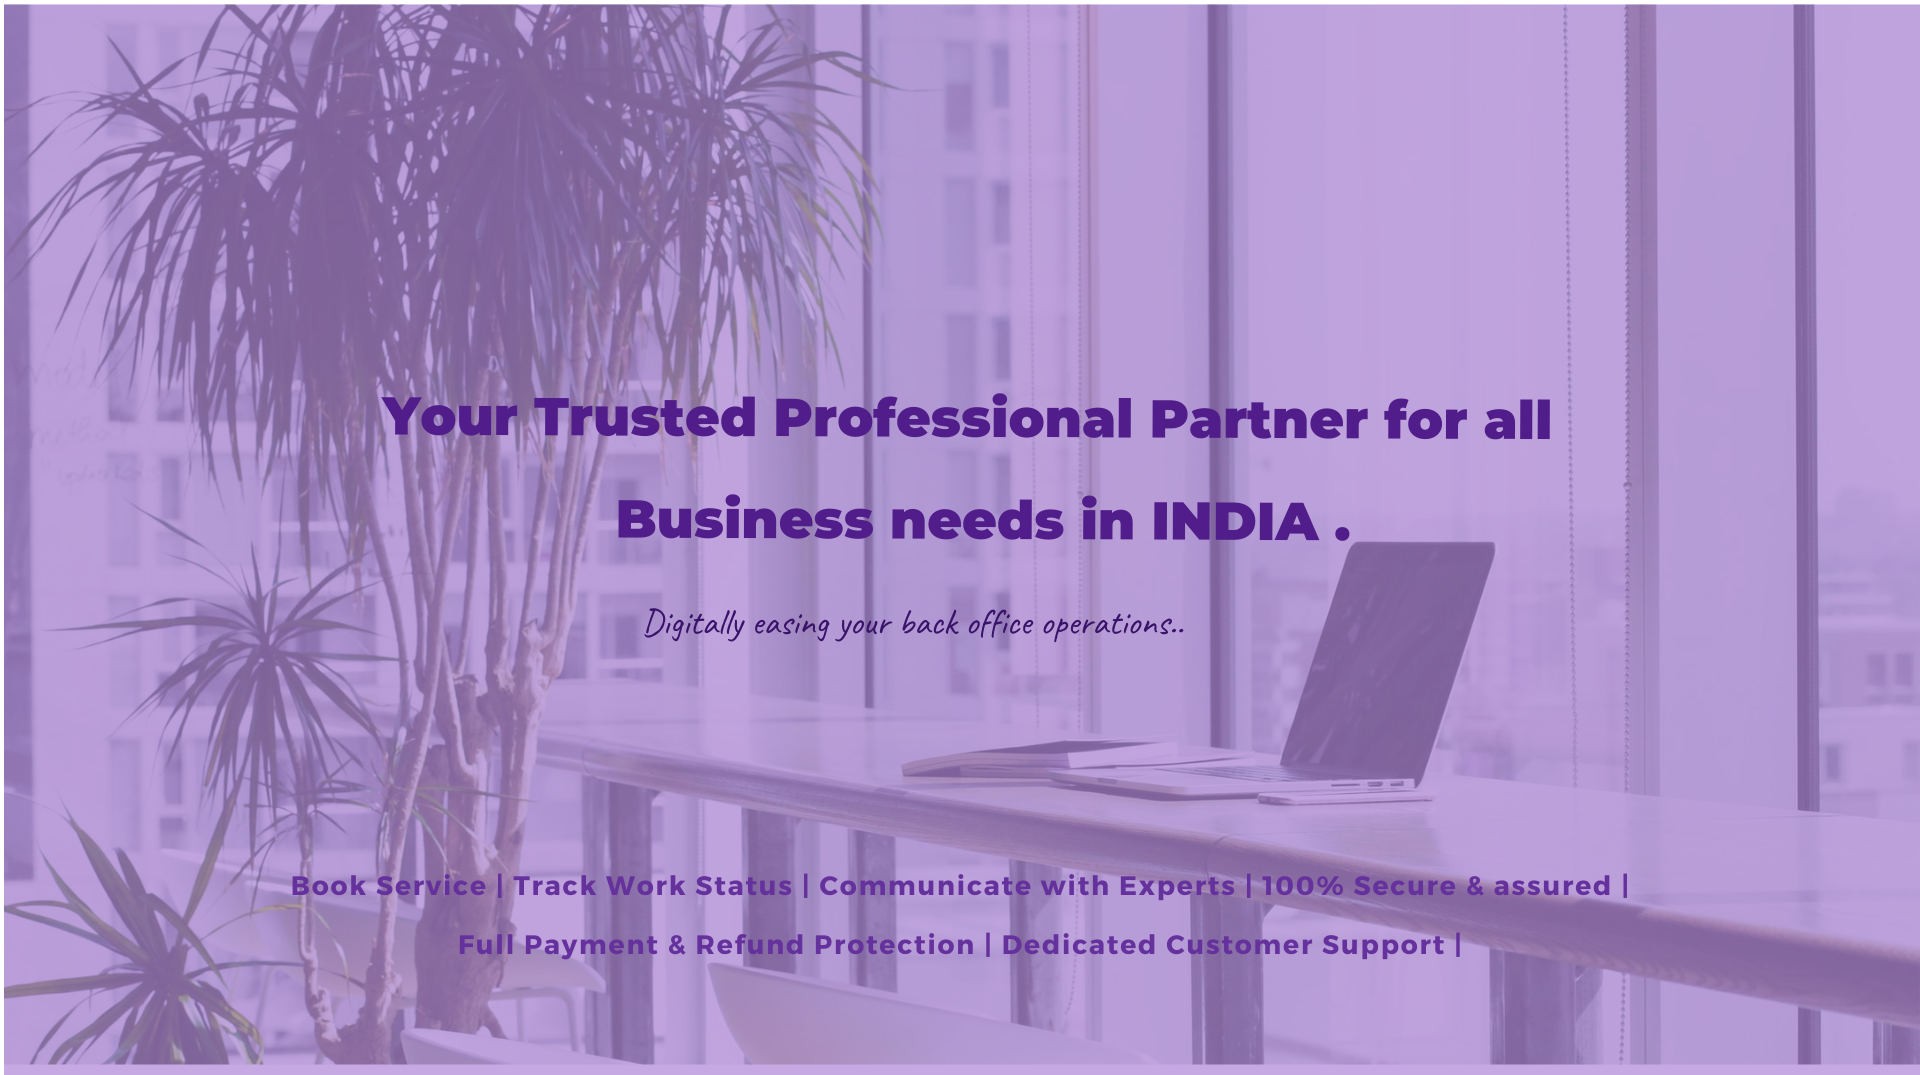 Your Trusted Professional Partner for all
Business needs in INDIA .
Digitally easing your back office operations..
Book Service | Track Work Status | Communicate with Experts | 100% Secure & assured |
Full Payment & Refund Protection | Dedicated Customer Support |